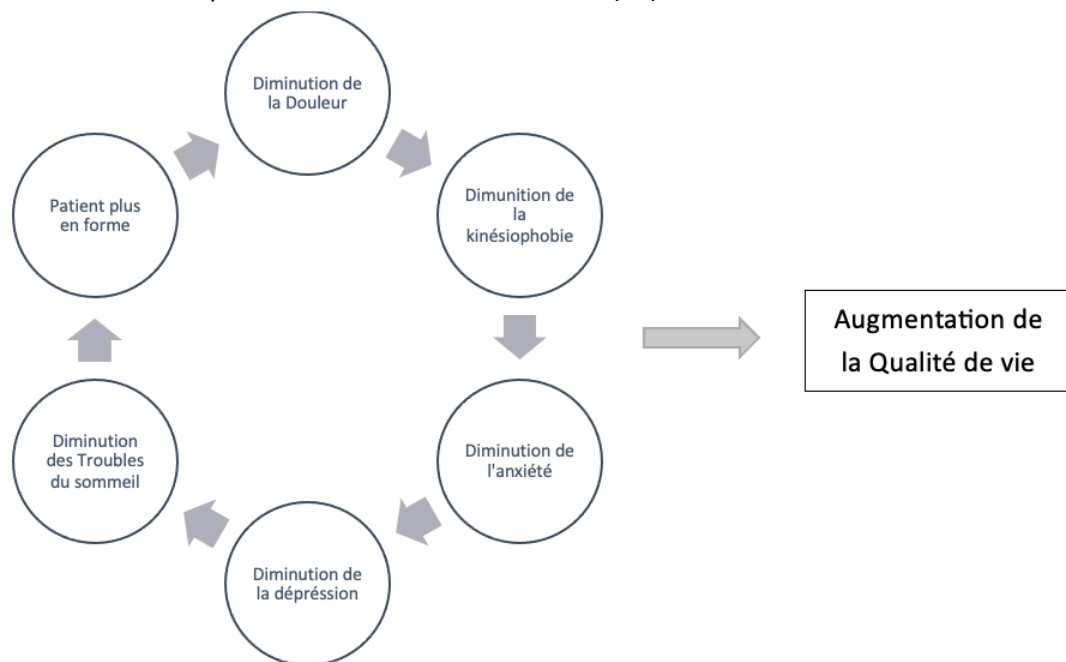 Diminution de
la Douleur
Dimunition de
la
kinésiophobie
Diminution de
l'anxiété
Diminution de
la dépréssion
Diminution
des Troubles
du sommeil
Patient plus
en forme
Augmentation de
la Qualité de vie